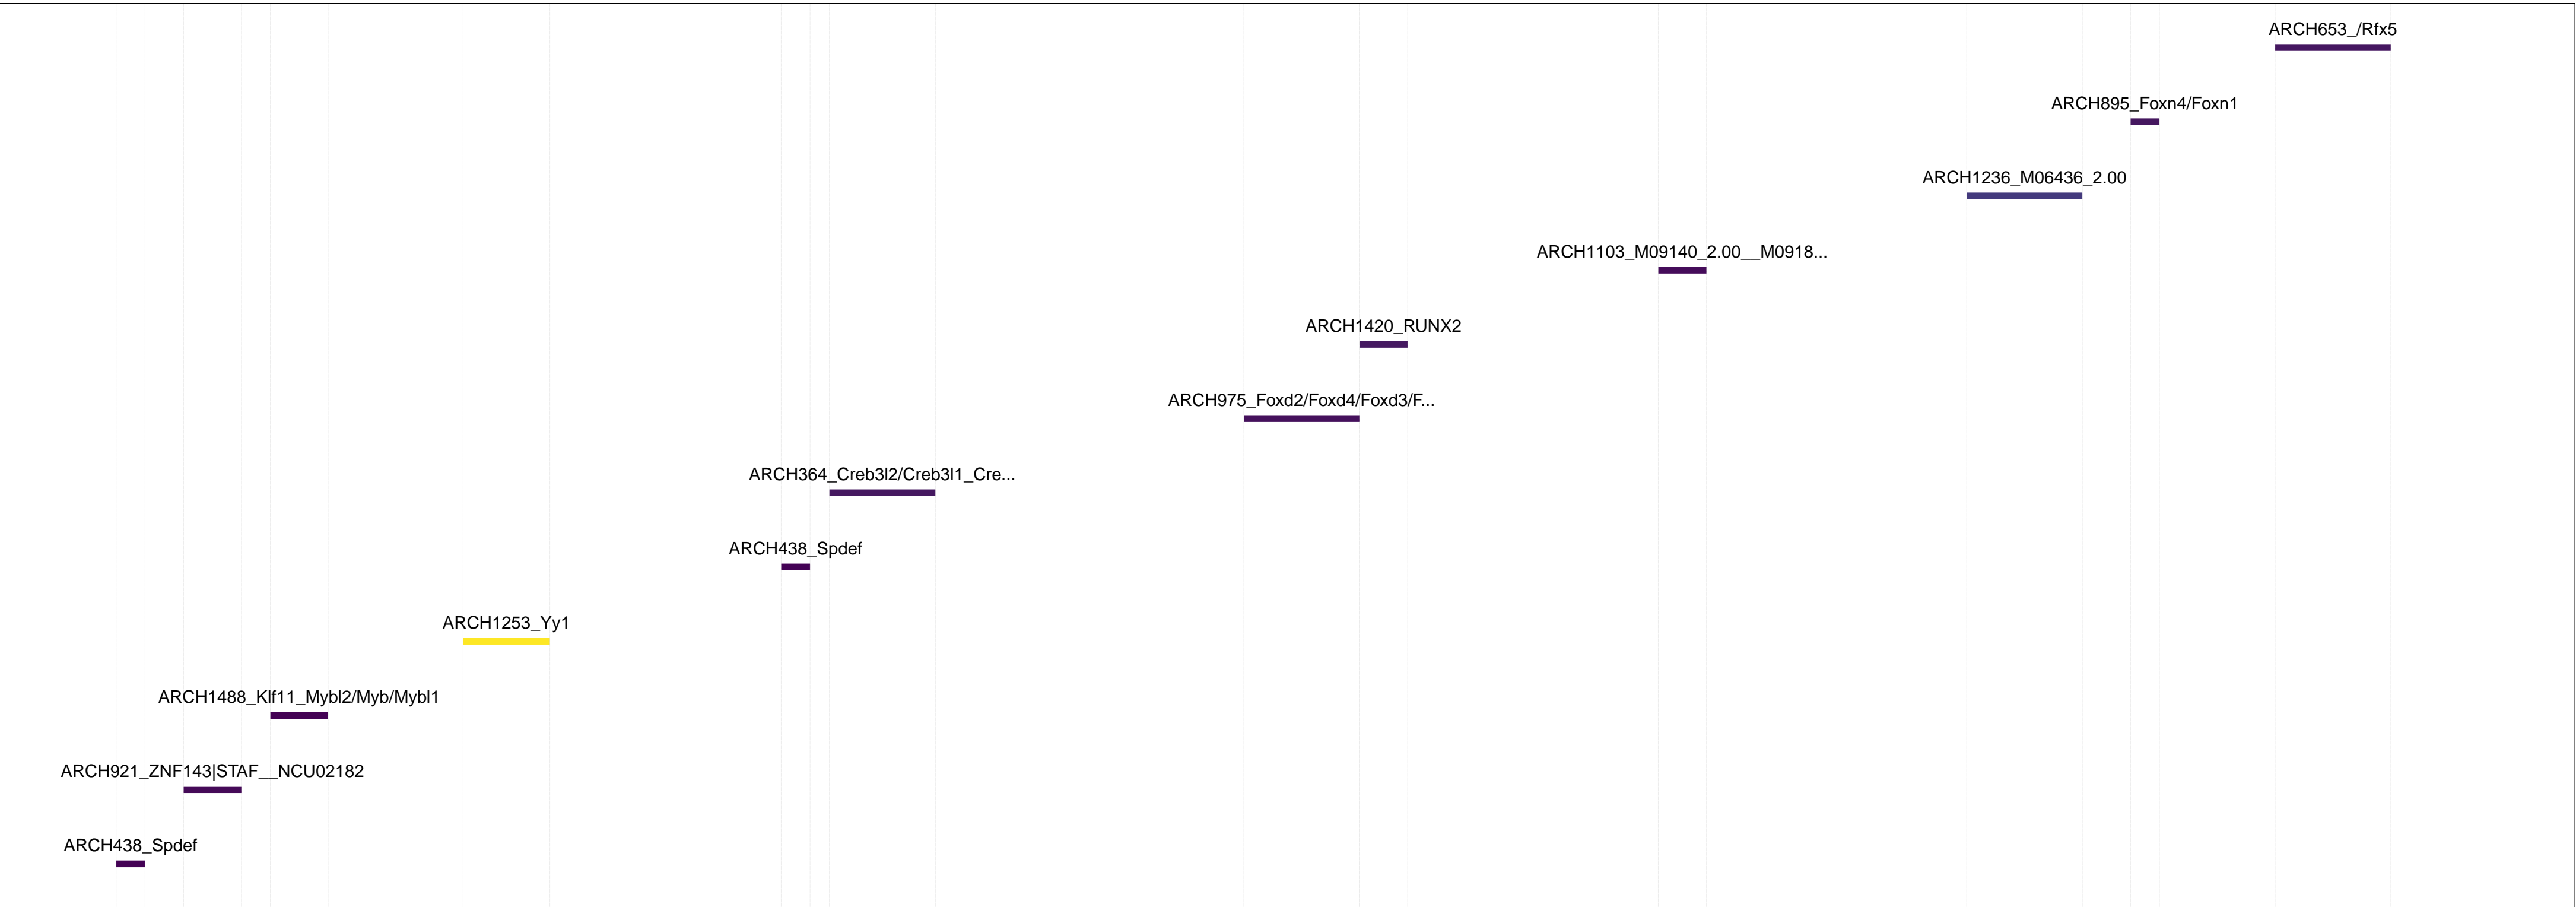 ARCH653_/Rfx5
ARCH895_Foxn4/Foxn1
ARCH1236_M06436_2.00
ARCH1103_M09140_2.00__M0918...
ARCH1420_RUNX2
ARCH975_Foxd2/Foxd4/Foxd3/F...
ARCH364_Creb3l2/Creb3l1_Cre...
ARCH438_Spdef
ARCH1253_Yy1
ARCH1488_Klf11_Mybl2/Myb/Mybl1
ARCH921_ZNF143|STAF__NCU02182
ARCH438_Spdef